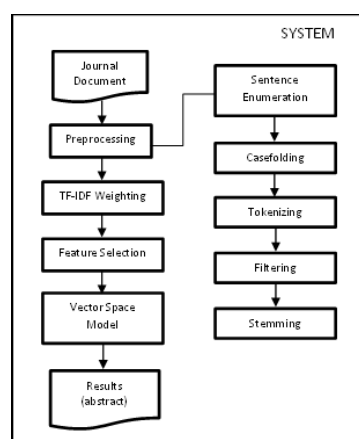 SYSTEM
Journal
Document
Preprocessing
TF-IDF Weighting
Feature Selection
Vector Space
Model
Results
(abstract)
Sentence
Enumeration
Casefolding
Tokenizing
Filtering
Stemming